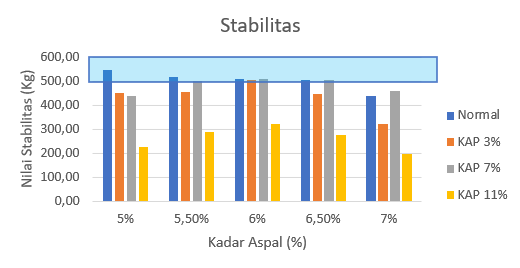 Stabilitas
600,00
500,00
400,00
300,00
200,00
100,00
0,00
Nilai Stabilitas (Kg)
5%
5,50%
6%
6,50%
7%
Kadar Aspal (%)
Normal
KAP 3%
KAP 7%
KAP 11%